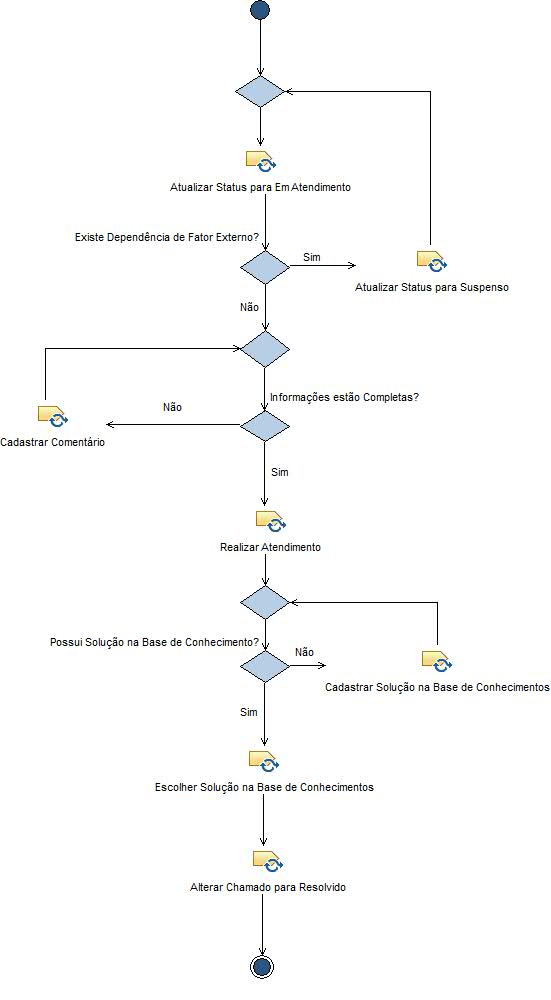 Atualizar Status para Em Atendimento
Existe Dependência de Fator Externo?
Sim
Atualizar Status para Suspenso
Não
Informações estão Completas?
Não
Cadastrar Comentário
Sim
Realizar Atendimento
Possui Solução na Base de Conhecimento?
Não
Cadastrar Solução na Base de Conhecimentos
Sim
Escolher Solução na Base de Conhecimentos
Alterar Chamado para Resolvido